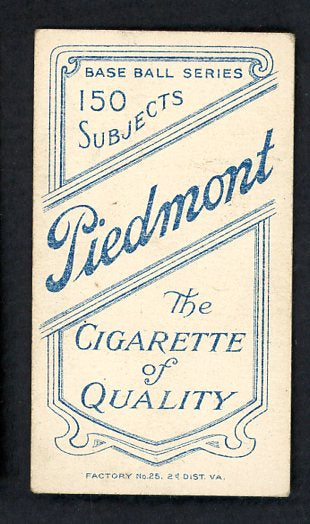 BASE BALL SERIES
150
SUBJECTS
Piedmont
The
CIGARETTE
of
QUALITY
FACTORY No. 25. 2d DIST. VA.